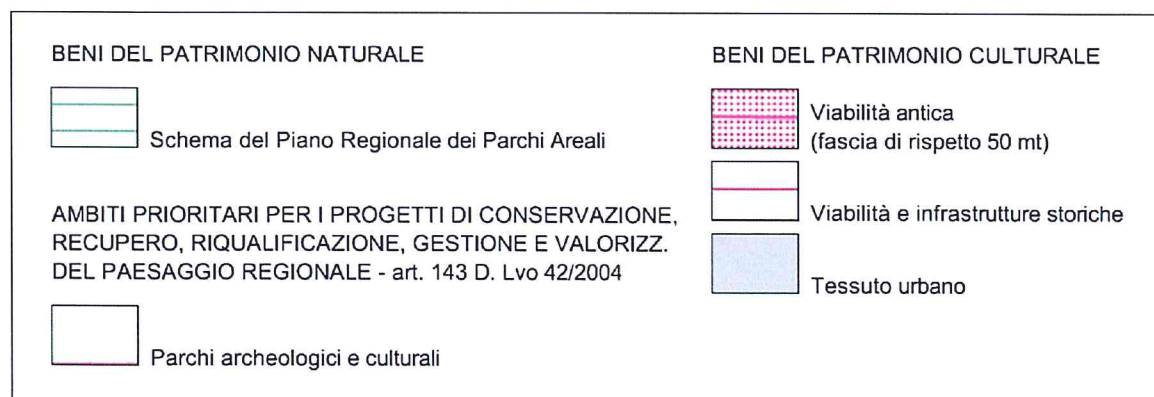 BENI DEL PATRIMONIO NATURALE
Schema del Piano Regionale dei Parchi Areali
AMBITI PRIORITARI PER I PROGETTI DI CONSERVAZIONE,
RECUPERO, RIQUALIFICAZIONE, GESTIONE E VALORIZZ.
DEL PAESAGGIO REGIONALE - art. 143 D. Lvo 42/2004
Parchi archeologici e culturali
BENI DEL PATRIMONIO CULTURALE
Viabilità antica
(fascia di rispetto 50 mt)
Viabilità e infrastrutture storiche
Tessuto urbano